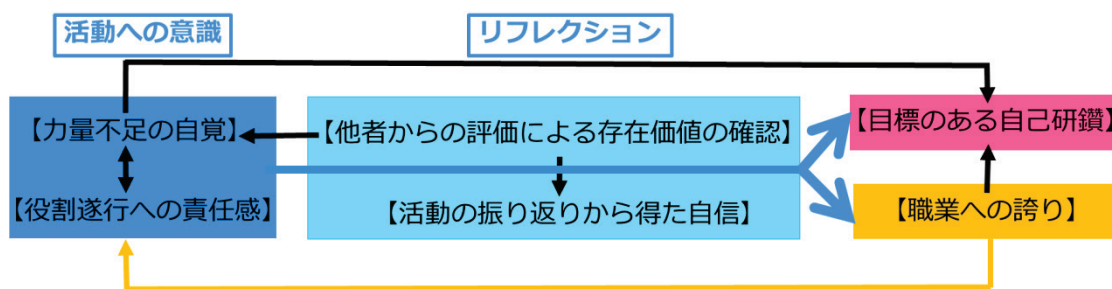 活動への意識
リフレクション
【力量不足の自覚】
【他者からの評価による存在価値の確認】
【目標のある自己研鑽】
【役割遂行への責任感】
【活動の振り返りから得た自信】
【職業への誇り】